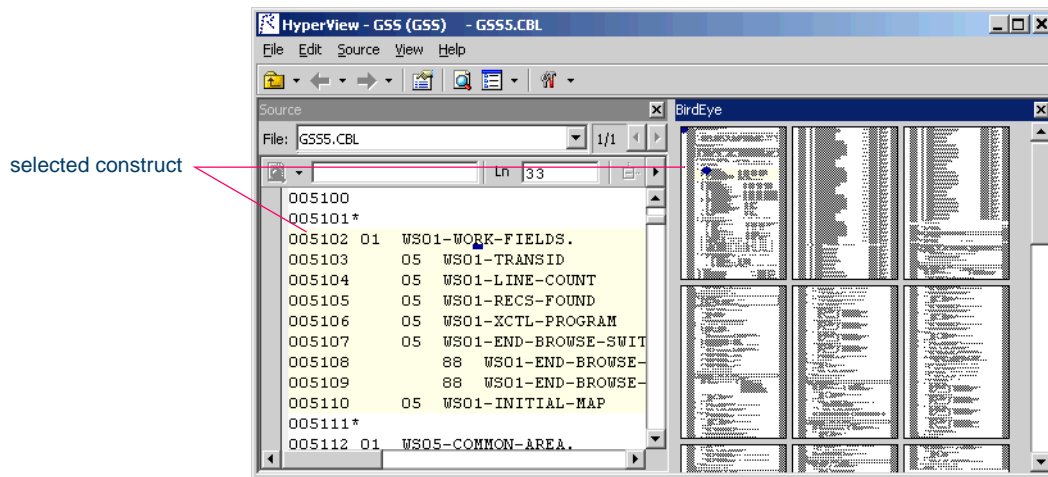 HyperView - GSS (GSS) - GSS5.CBL
File Edit Source View Help
Source
BirdEye
File: GSS5.CBL 1/1
selected construct
Ln 33
005100
005101*
005102 01 WS01-WORK-FIELDS.
005103 05 WS01-TRANSID
005104 05 WS01-LINE-COUNT
005105 05 WS01-RECS-FOUND
005106 05 WS01-XCTL-PROGRAM
005107 05 WS01-END-BROWSE-SWIT
005108 88 WS01-END-BROWSE-
005109 88 WS01-END-BROWSE-
005110 05 WS01-INITIAL-MAP
005111*
005112 01 WS05-COMMON-AREA.